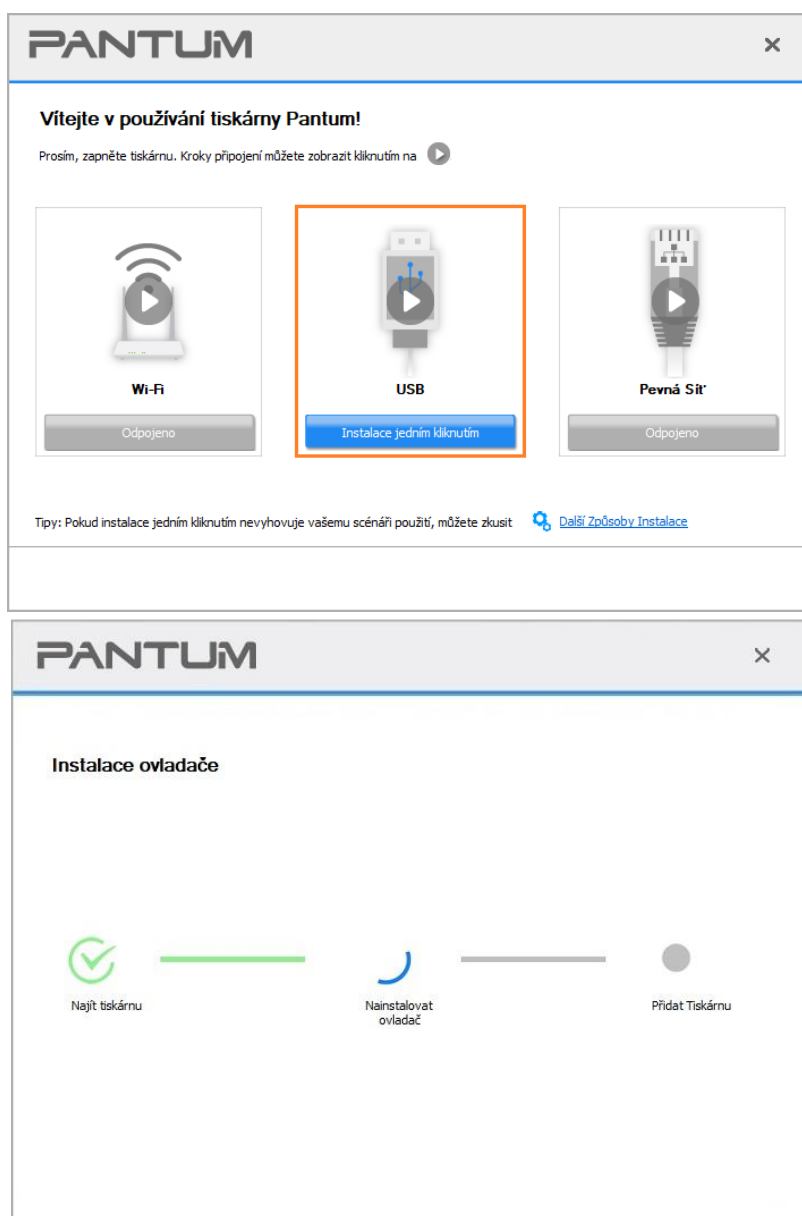 PANTUM
Vítejte v používání tiskárny Pantum!
Prosím, zapněte tiskárnu. Kroky připojení můžete zobrazit kliknutím na
Wi-Fi
USB
Pevná Síť
Odpojeno
Instalace jedním kliknutím
Odpojeno
Tipy: Pokud instalace jedním kliknutím nevyhovuje vašemu scénáři použití, můžete zkusit Další Způsoby Instalace
PANTUM
Instalace ovladače
Najít tiskárnu
Nainstalovat
ovladač
Přidat Tiskárnu